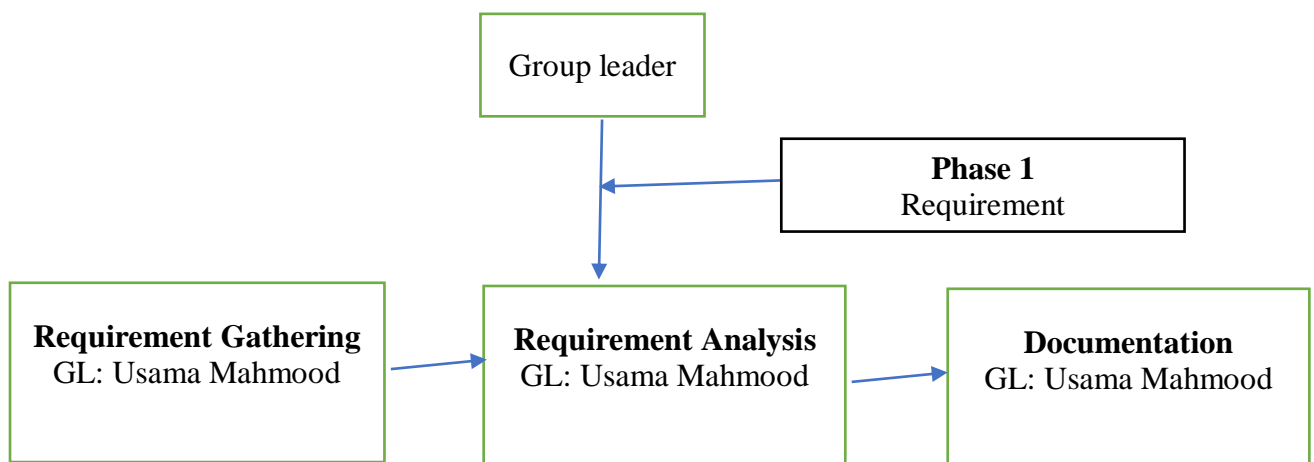 Group leader
Phase 1
Requirement
Requirement Gathering
GL: Usama Mahmood
Requirement Analysis
GL: Usama Mahmood
Documentation
GL: Usama Mahmood